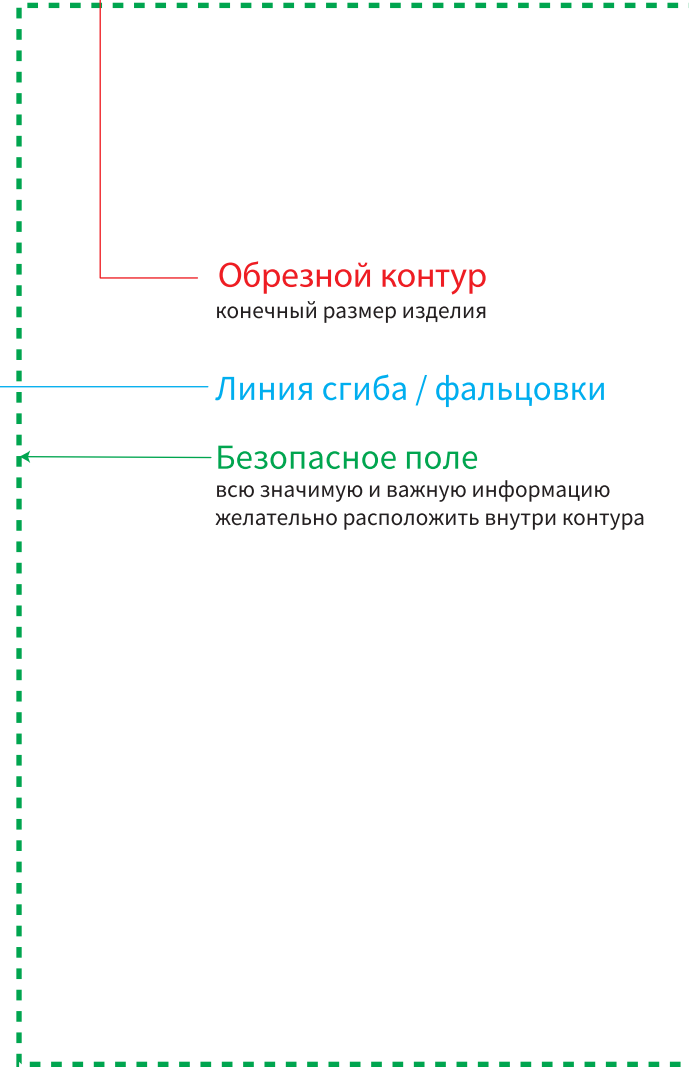 Обрезной контур
конечный размер изделия
Линия сгиба / фальцовки
Безопасное поле
всю значимую и важную информацию
желательно расположить внутри контура